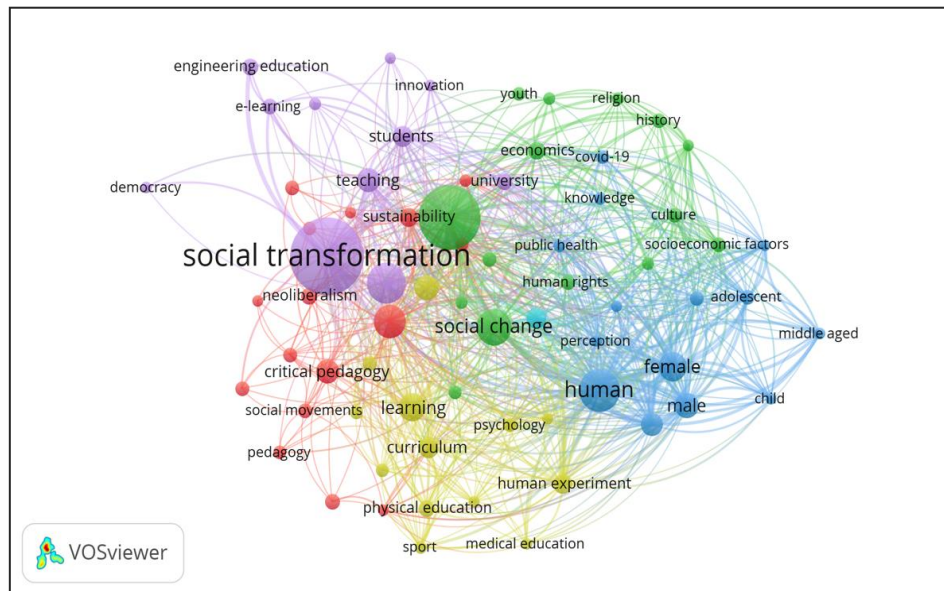 engineering education
innovation
youth
religion
e-learning
history
students
economics
covid-19
democracy
teaching
university
knowledge
sustainability
culture
social transformation
public health
socioeconomic factors
human rights
neoliberalism
adolescent
social change
perception
middle aged
critical pedagogy
female
human
child
social movements
learning
male
psychology
pedagogy
curriculum
human experiment
physical education
sport
medical education
VOSviewer